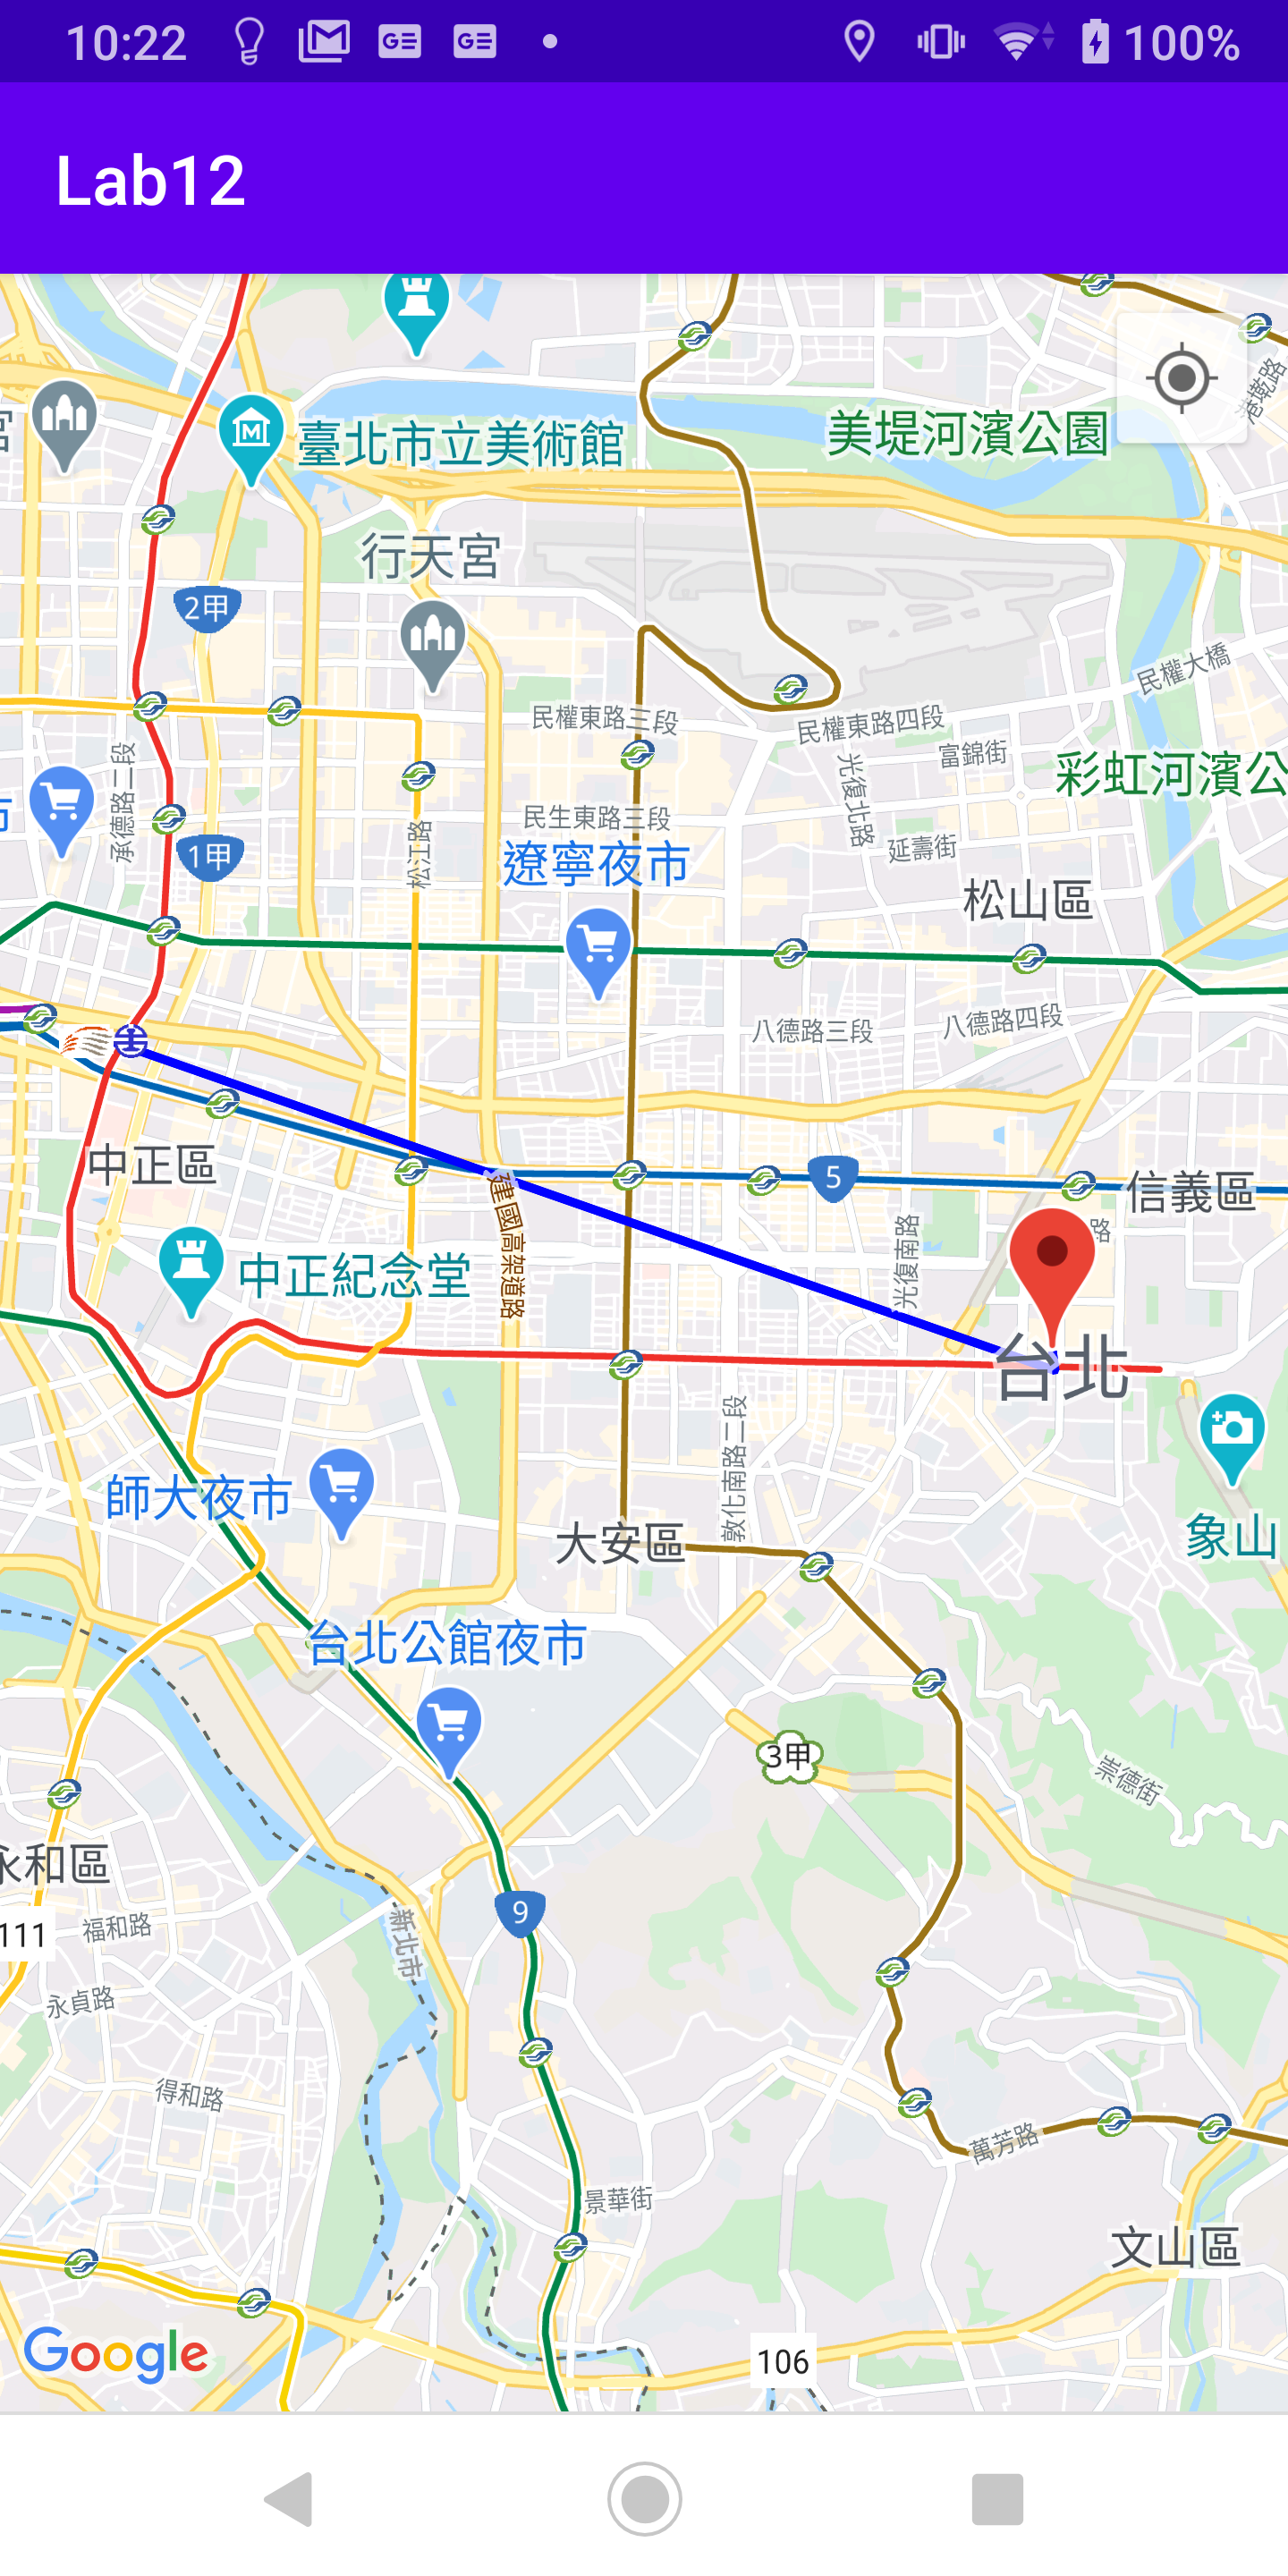 10:22
100%
Lab12
宮
臺北市立美術館
美堤河濱公園
行天宮
2甲
民權大橋
民權東路三段
民權東路四段
富錦街
光復北路
彩虹河濱公
承德路二段
市
松江路
民生東路三段
1甲
延壽街
遼寧夜市
松山區
八德路三段
八德路四段
中正區
5
信義區
路
建國高架道路
光復南路
中正紀念堂
台北
敦化南路二段
師大夜市
大安區
象山
台北公館夜市
3甲
崇德街
永和區
9
111
福和路
新北市
永貞路
得和路
萬芳路
景華街
文山區
Google
106